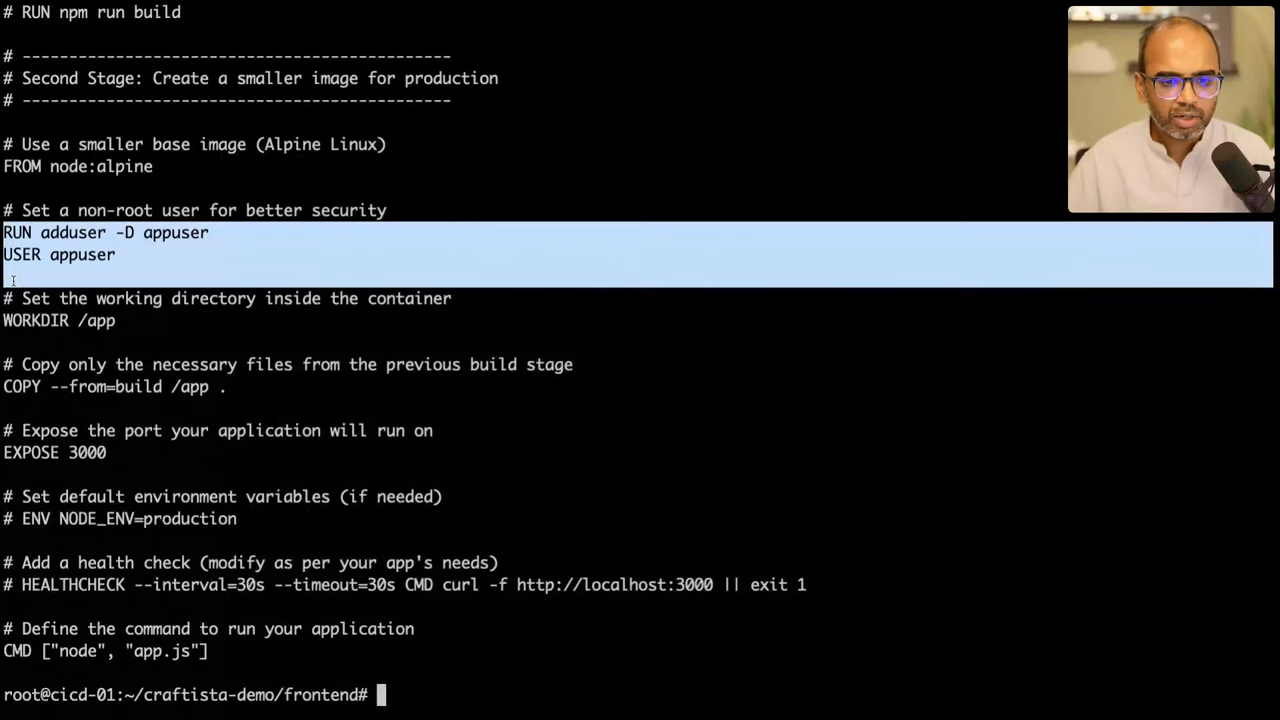 # RUN npm run build
# ----------------------------------------------
# Second Stage: Create a smaller image for production
# ----------------------------------------------
# Use a smaller base image (Alpine Linux)
FROM node:alpine
# Set a non-root user for better security
RUN adduser -D appuser
USER appuser
# Set the working directory inside the container
WORKDIR /app
# Copy only the necessary files from the previous build stage
COPY --from=build /app .
# Expose the port your application will run on
EXPOSE 3000
# Set default environment variables (if needed)
# ENV NODE_ENV=production
# Add a health check (modify as per your app's needs)
# HEALTHCHECK --interval=30s --timeout=30s CMD curl -f http://localhost:3000 || exit 1
# Define the command to run your application
CMD ["node", "app.js"]
root@cicd-01:~/craftista-demo/frontend#